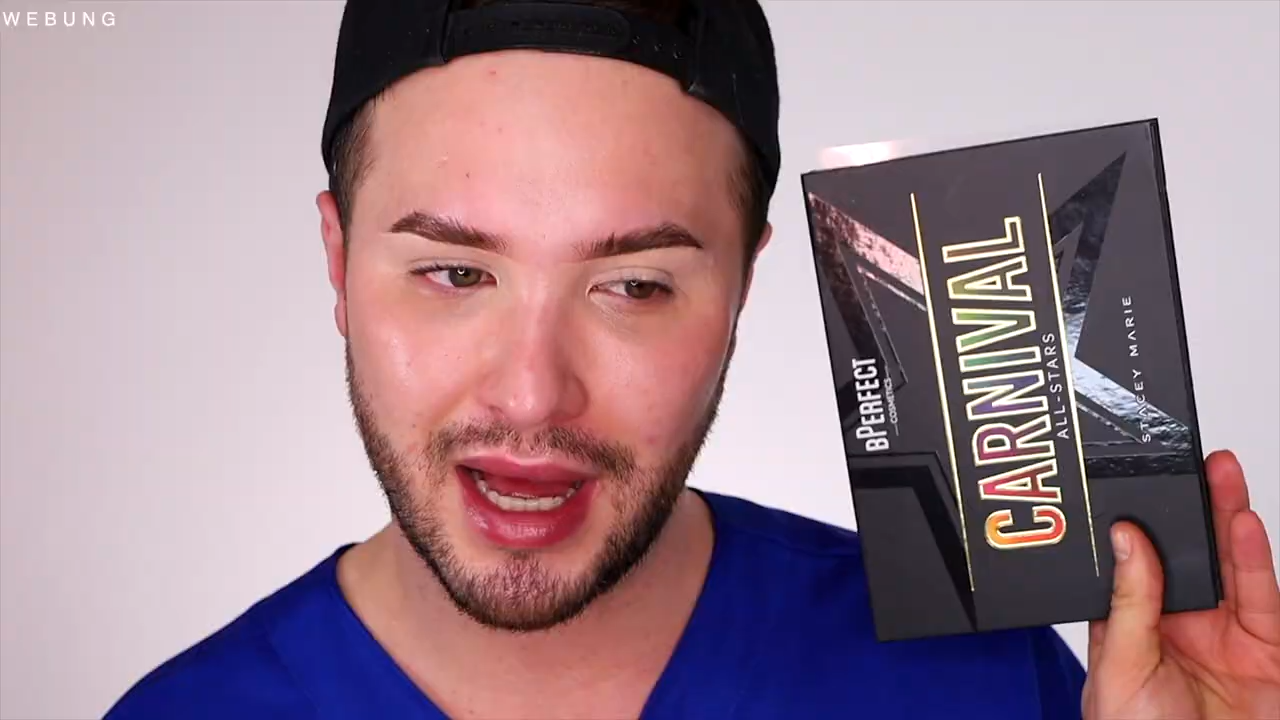 WEBUNG
BPERFECT
COSMETICS
CARNIVAL
ALL-STARS
STACEY MARIE